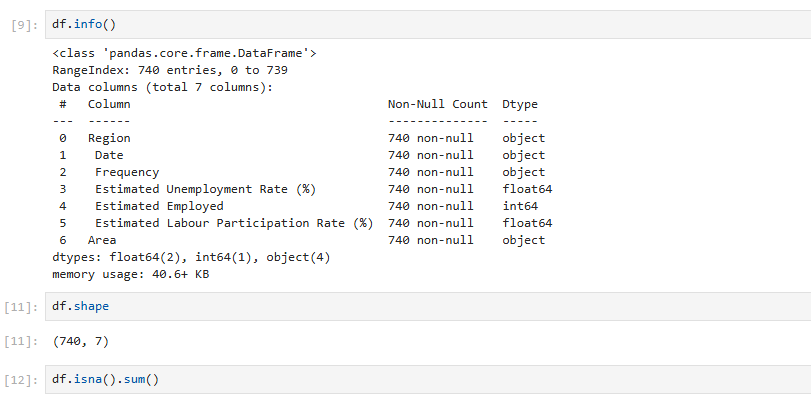 [9]: df.info()
<class 'pandas.core.frame.DataFrame'>
RangeIndex: 740 entries, 0 to 739
Data columns (total 7 columns):
 #   Column                                    Non-Null Count  Dtype
---  ------                                    --------------  -----
 0   Region                                    740 non-null    object
 1    Date                                     740 non-null    object
 2    Frequency                                740 non-null    object
 3    Estimated Unemployment Rate (%)          740 non-null    float64
 4    Estimated Employed                       740 non-null    int64
 5    Estimated Labour Participation Rate (%)  740 non-null    float64
 6   Area                                      740 non-null    object
dtypes: float64(2), int64(1), object(4)
memory usage: 40.6+ KB
[11]: df.shape
[11]: (740, 7)
[12]: df.isna().sum()